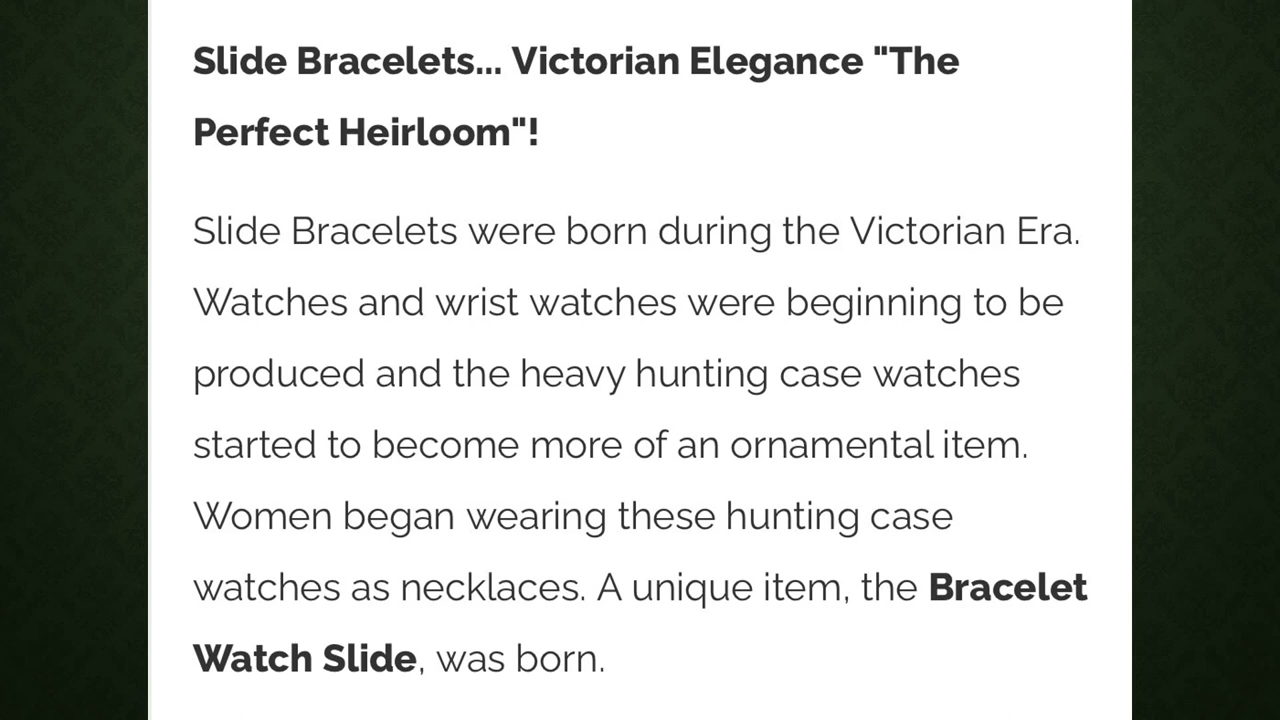 Slide Bracelets... Victorian Elegance "The
Perfect Heirloom"!
Slide Bracelets were born during the Victorian Era.
Watches and wrist watches were beginning to be
produced and the heavy hunting case watches
started to become more of an ornamental item.
Women began wearing these hunting case
watches as necklaces. A unique item, the Bracelet
Watch Slide, was born.